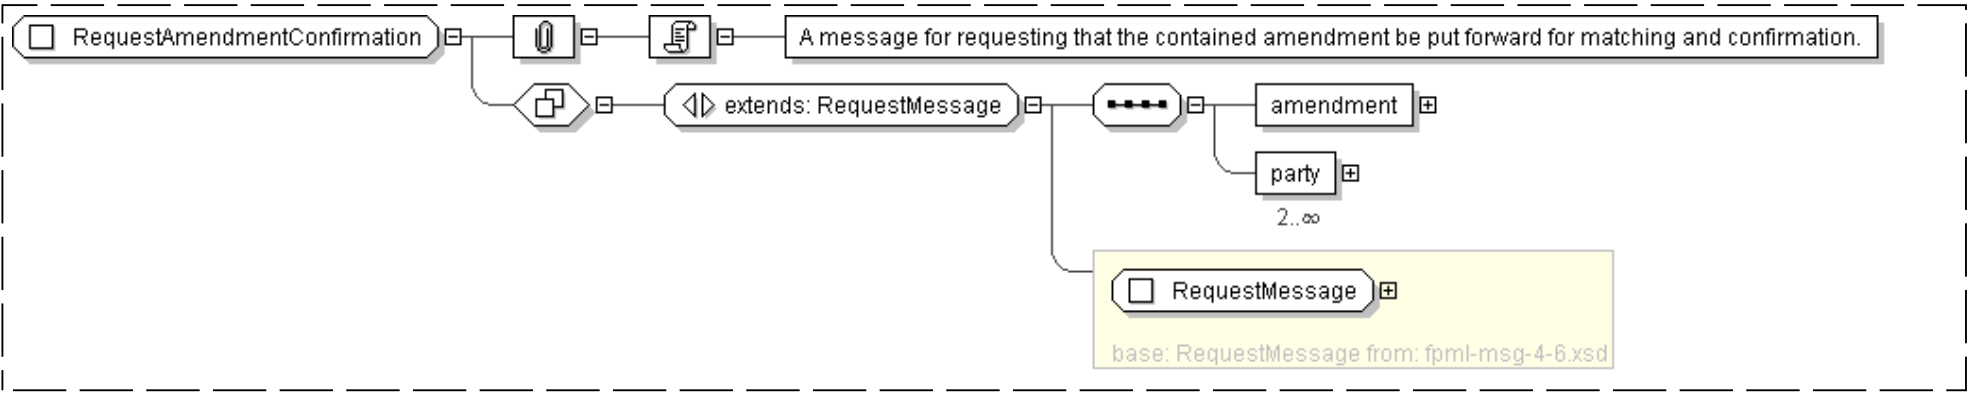 RequestAmendmentConfirmation
A message for requesting that the contained amendment be put forward for matching and confirmation.
extends: RequestMessage
amendment
party
2..∞
RequestMessage
base: RequestMessage from: fpml-msg-4-6.xsd